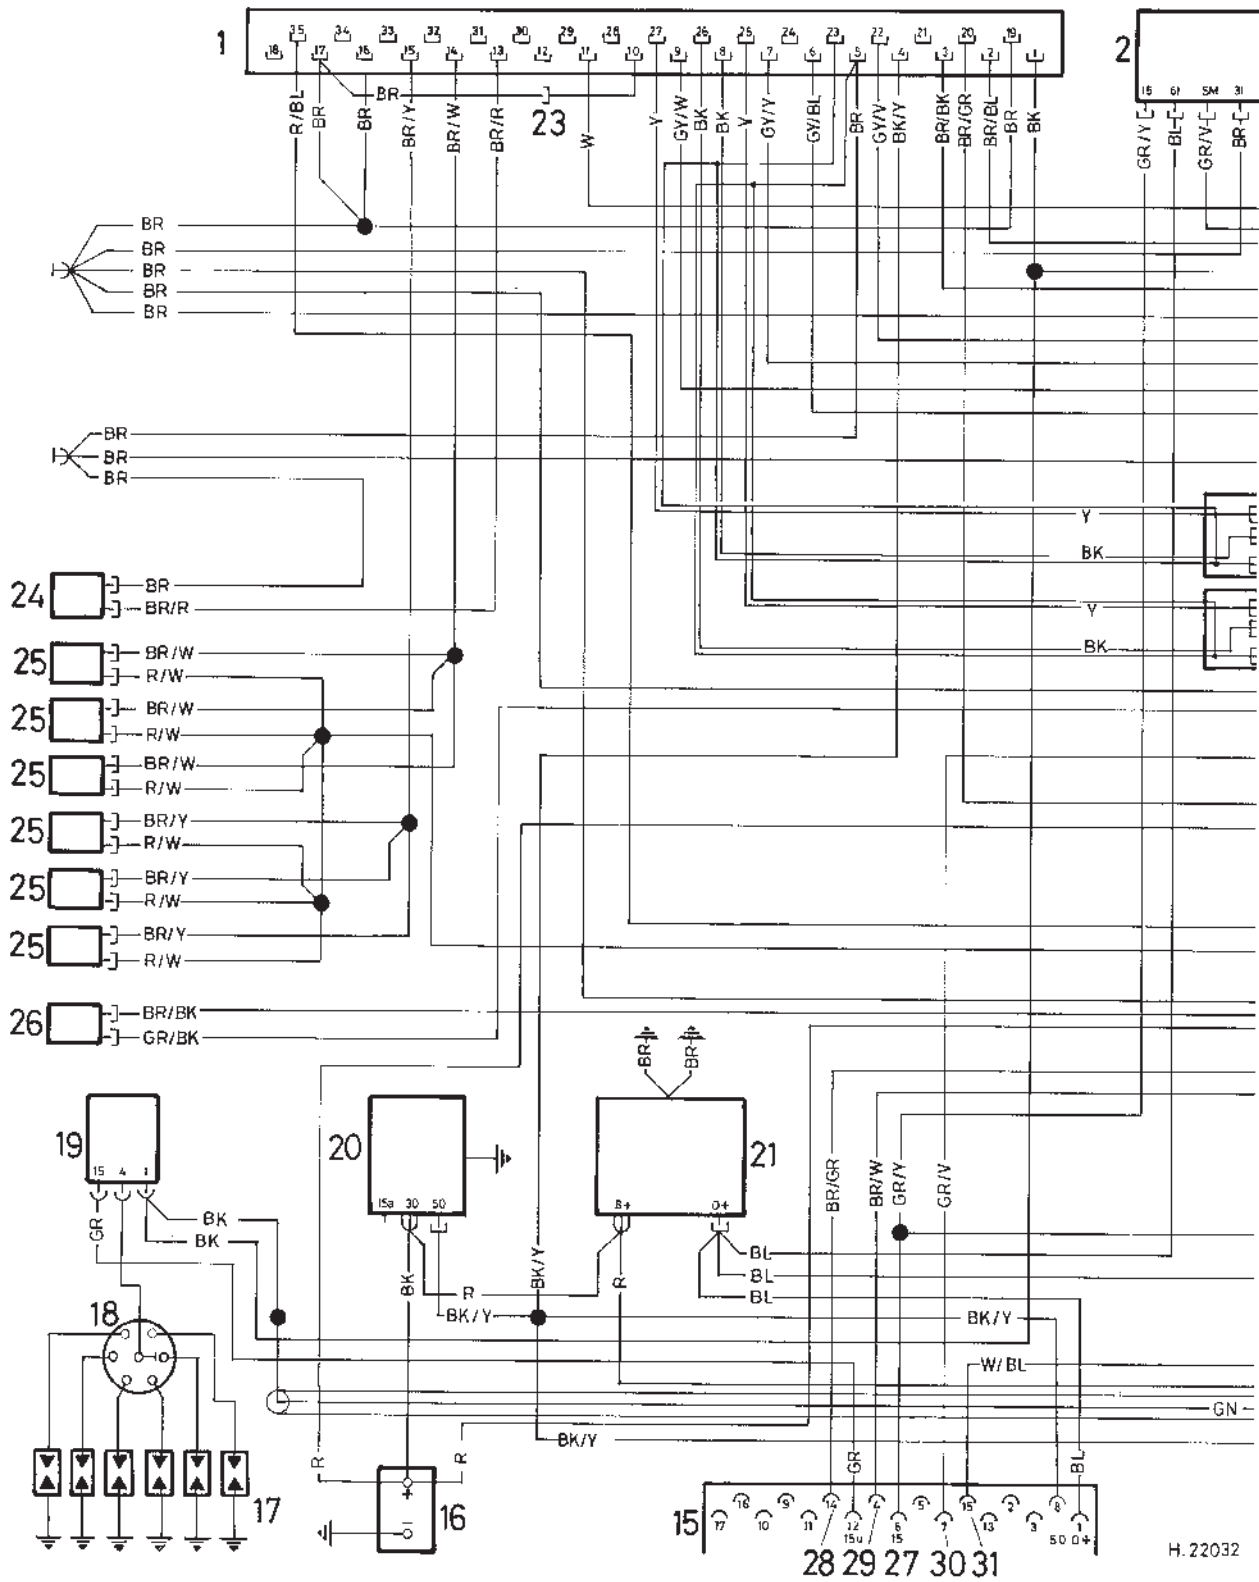 1
35 34 33 32 31 30 29 28 27 26 25 24 23 22 21 20 19
18 17 16 15 14 13 12 11 10 9 8 7 6 5 4 3 2 1
2
15 61 SM 31
BR
23
R/BL BR BR BR/Y BR/W BR/R W Y GY/W BK BK Y GY/Y GY/BL BR GY/V BK/Y BR/BK BR/GR BR/BL BR BK
GR/Y BL GR/V BR
BR
BR
BR
BR
BR
BR
BR
BR
Y
BK
24
BR
BR/R
Y
BK
25
BR/W
R/W
25
BR/W
R/W
25
BR/W
R/W
25
BR/Y
R/W
25
BR/Y
R/W
25
BR/Y
R/W
26
BR/BK
GR/BK
BR BR
19
15 4 1
20
15a 30 50
21
B+ D+
BR/GR BR/W GR/Y GR/V
GR
BK
BK
BK
R
BK/Y
BK/Y
R
BL
BL
BL
BK/Y
18
W/BL
GN
BK/Y
R
R
GR
BL
17
16
+
−
15
16 9 14 4 5 15 2 8
17 10 11 12 6 7 13 3 1
15u 15 50 D+
28 29 27 30 31
H.22032